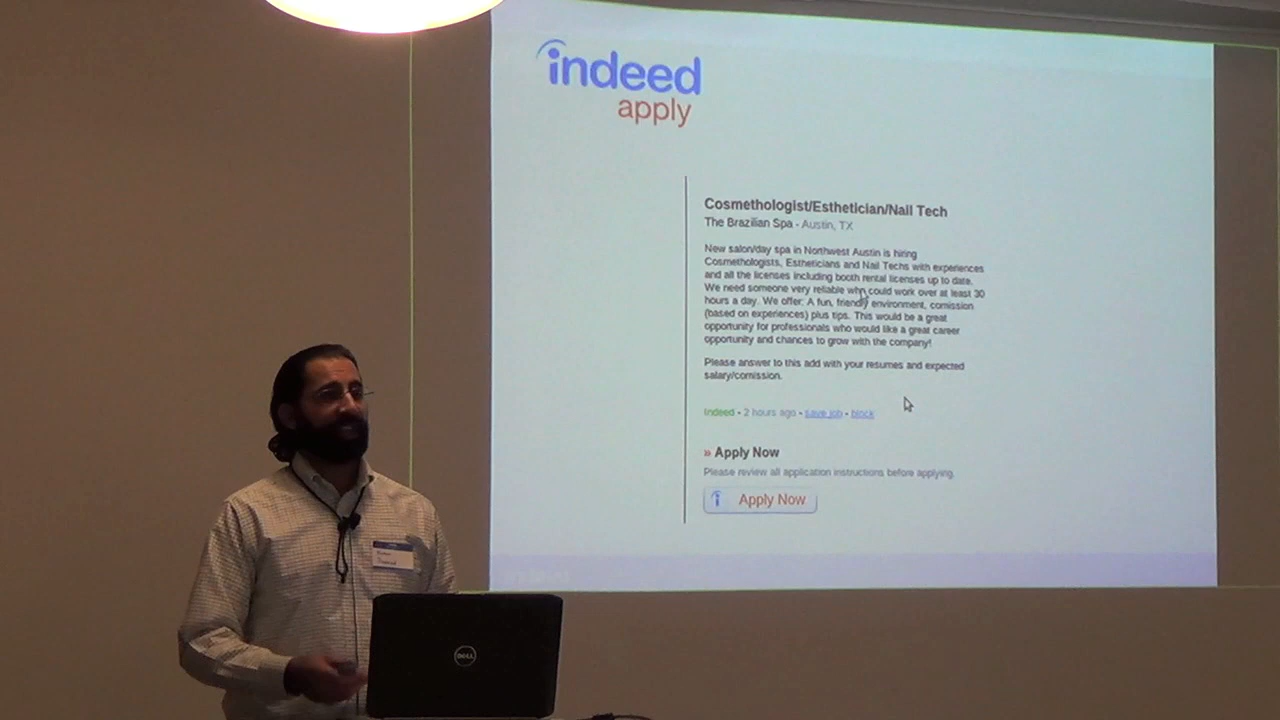 indeed
apply
Cosmethologist/Esthetician/Nail Tech
The Brazilian Spa - Austin, TX
New salon/day spa in Northwest Austin is hiring
Cosmethologists, Estheticians and Nail Techs with experiences
and all the licenses including booth rental licenses up to date.
We need someone very reliable who could work over at least 30
hours a day. We offer: A fun, friendly environment, comission
(based on experiences) plus tips. This would be a great
opportunity for professionals who would like a great career
opportunity and chances to grow with the company!
Please answer to this add with your resumes and expected
salary/comission.
Indeed - 2 hours ago - save job - block
» Apply Now
Please review all application instructions before applying.
i Apply Now
DELL